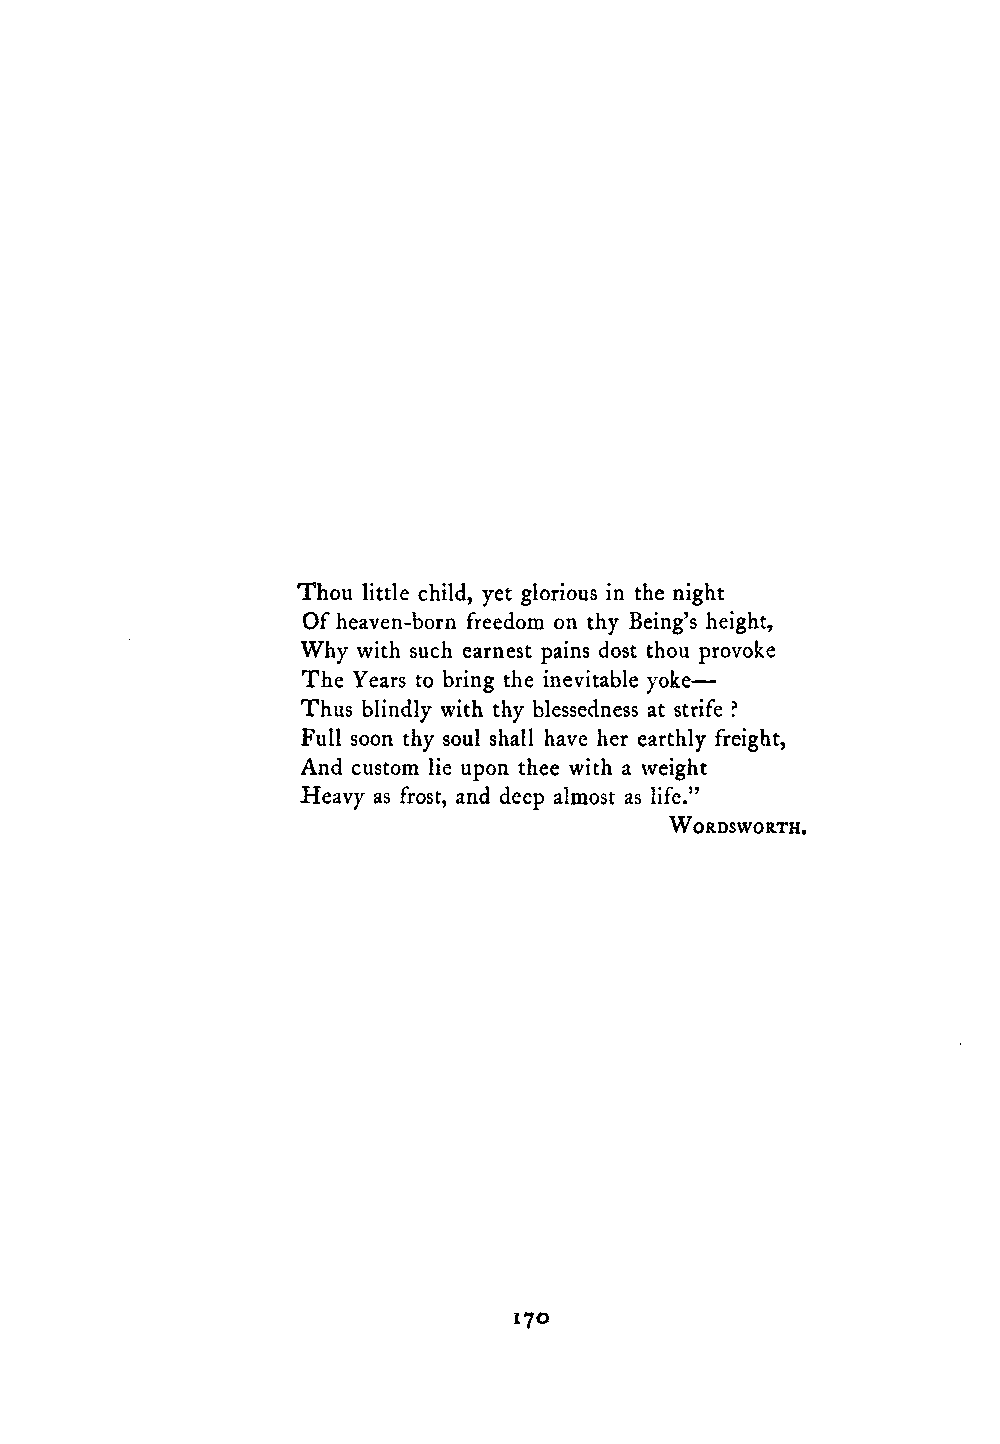 Thou little child, yet glorious in the night
Of heaven-born freedom on thy Being's height,
Why with such earnest pains dost thou provoke
The Years to bring the inevitable yoke—
Thus blindly with thy blessedness at strife ?
Full soon thy soul shall have her earthly freight,
And custom lie upon thee with a weight
Heavy as frost, and deep almost as life."
WORDSWORTH.
170